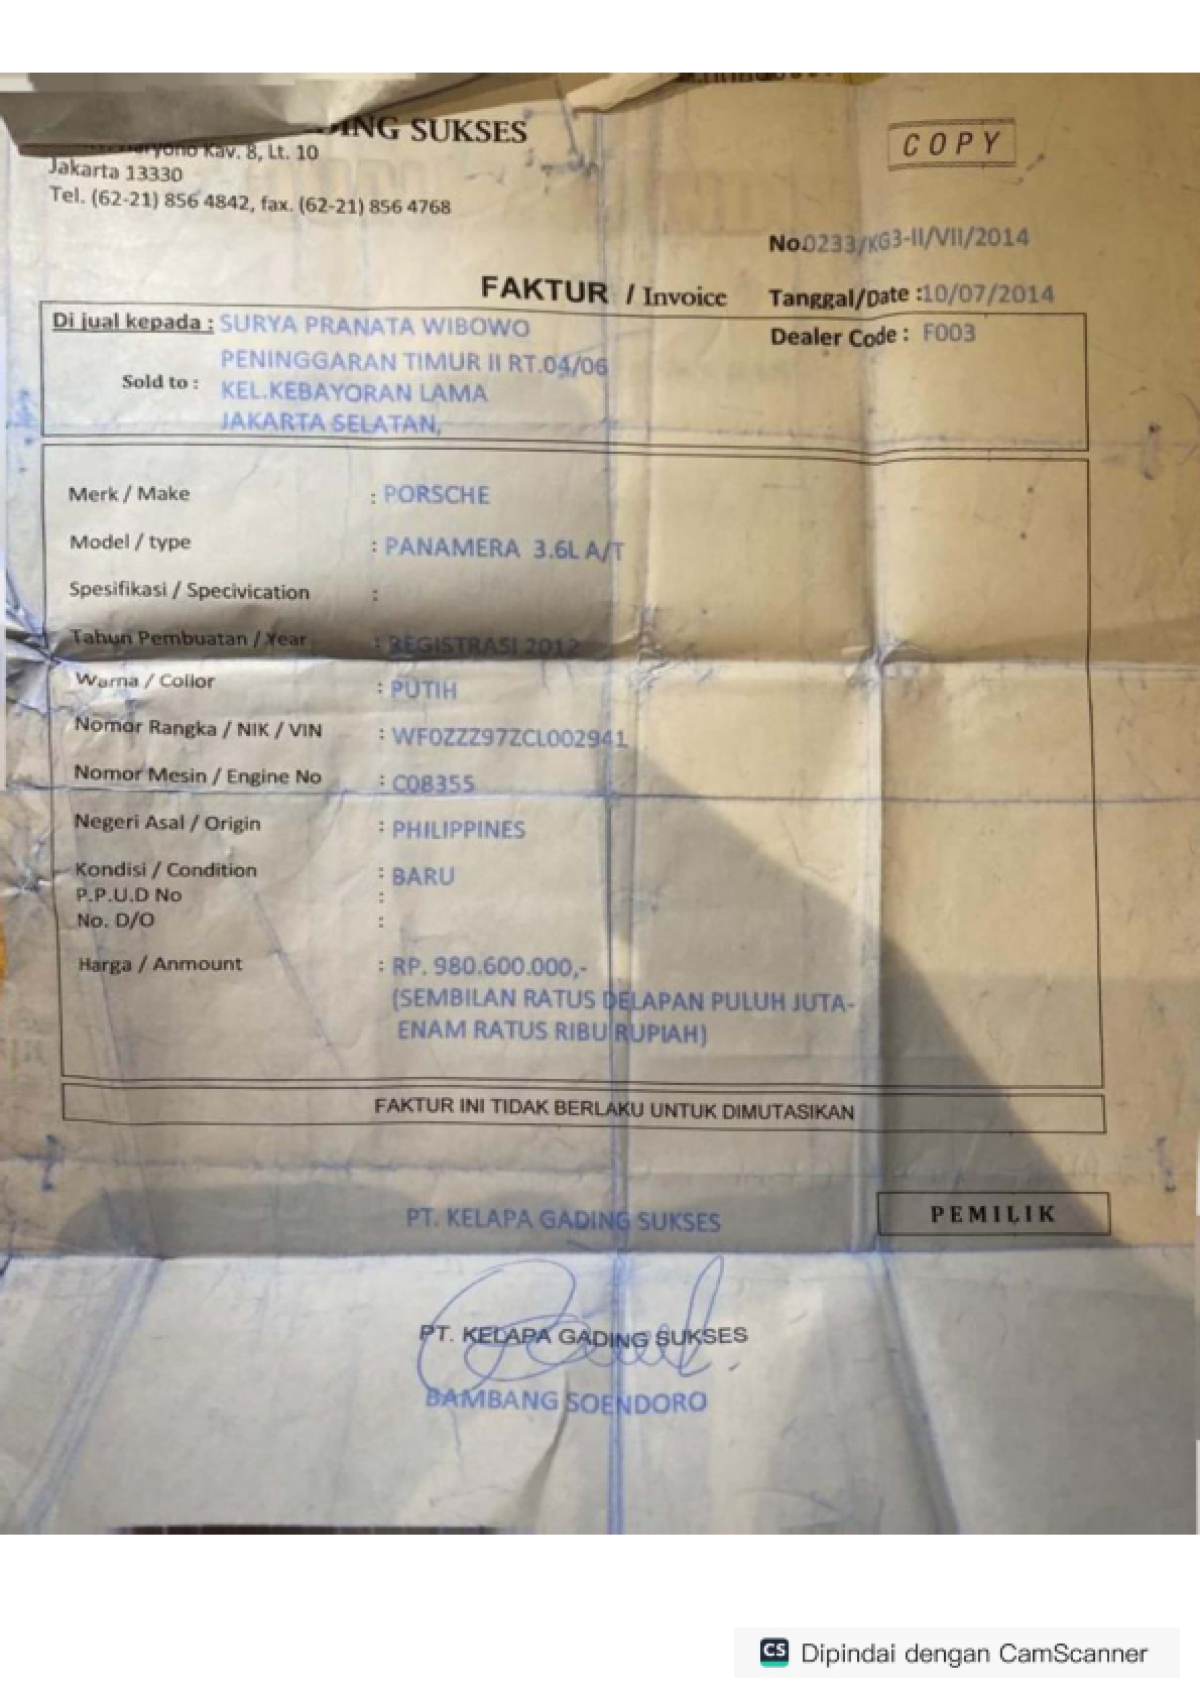 ING SUKSES
Kav. 8, Lt. 10
Jakarta 13330
Tel. (62-21) 856 4842, fax. (62-21) 856 4768
COPY
No.0233/KG3-II/VII/2014
FAKTUR / Invoice
Tanggal/Date :10/07/2014
Di jual kepada : SURYA PRANATA WIBOWO
Dealer Code : F003
PENINGGARAN TIMUR II RT.04/06
Sold to :
KEL.KEBAYORAN LAMA
JAKARTA SELATAN,
Merk / Make : PORSCHE
Model / type : PANAMERA 3.6L A/T
Spesifikasi / Specivication :
Tahun Pembuatan / Year : REGISTRASI 2012
Warna / Collor : PUTIH
Nomor Rangka / NIK / VIN : WF0ZZZ97ZCL002941
Nomor Mesin / Engine No : C08355
Negeri Asal / Origin : PHILIPPINES
Kondisi / Condition : BARU
P.P.U.D No :
No. D/O :
Harga / Anmount : RP. 980.600.000,-
(SEMBILAN RATUS DELAPAN PULUH JUTA-
ENAM RATUS RIBU RUPIAH)
FAKTUR INI TIDAK BERLAKU UNTUK DIMUTASIKAN
PT. KELAPA GADING SUKSES
PEMILIK
PT. KELAPA GADING SUKSES
BAMBANG SOENDORO
CS Dipindai dengan CamScanner